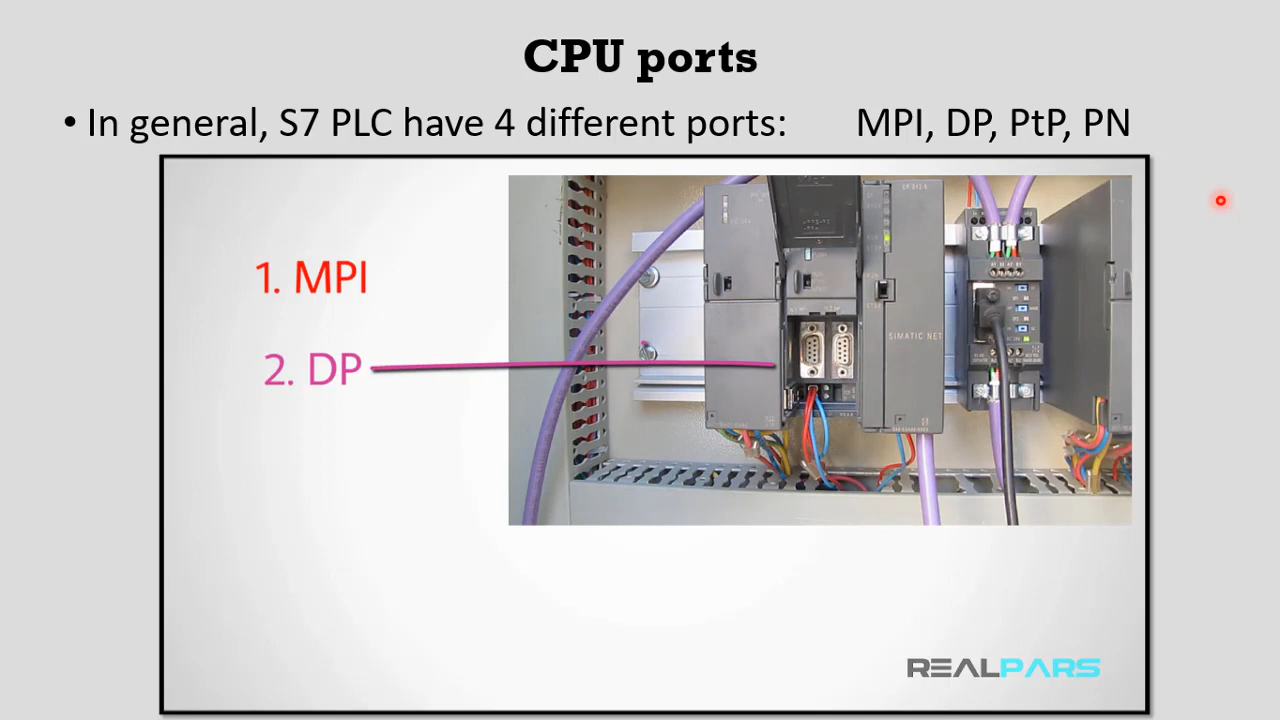 CPU ports
• In general, S7 PLC have 4 different ports: MPI, DP, PtP, PN
1. MPI
2. DP
SIMATIC NET
REALPARS